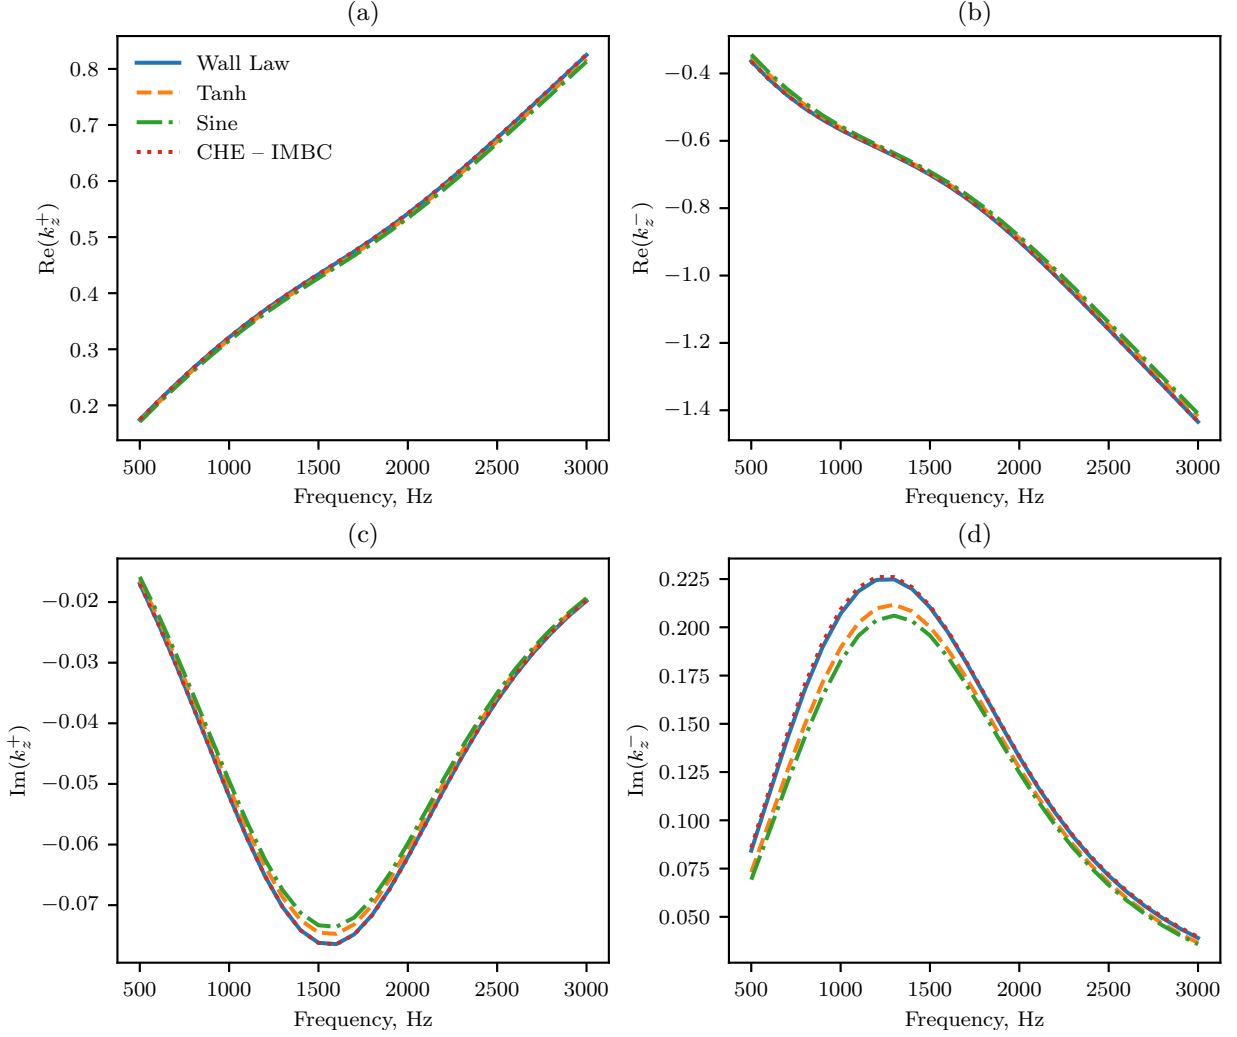 (a)
Wall Law
Tanh
Sine
CHE – IMBC
0.8
0.7
0.6
0.5
0.4
0.3
0.2
Re(k_z^+)
500 1000 1500 2000 2500 3000
Frequency, Hz
(b)
−0.4
−0.6
−0.8
−1.0
−1.2
−1.4
Re(k_z^−)
500 1000 1500 2000 2500 3000
Frequency, Hz
(c)
−0.02
−0.03
−0.04
−0.05
−0.06
−0.07
Im(k_z^+)
500 1000 1500 2000 2500 3000
Frequency, Hz
(d)
0.225
0.200
0.175
0.150
0.125
0.100
0.075
0.050
Im(k_z^−)
500 1000 1500 2000 2500 3000
Frequency, Hz